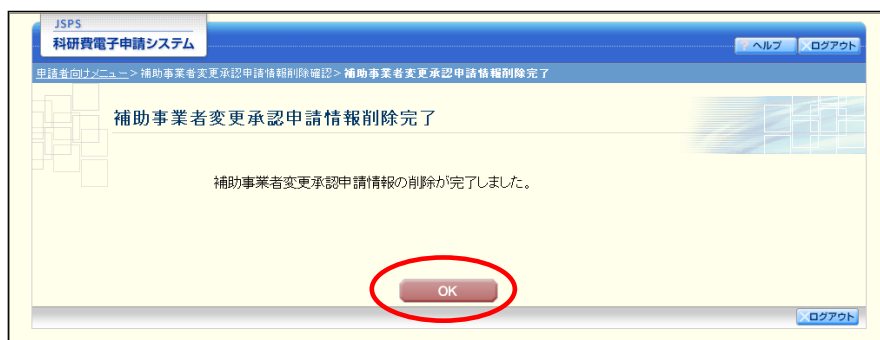 JSPS
科研費電子申請システム
? ヘルプ
ログアウト
申請者向けメニュー>補助事業者変更承認申請情報削除確認>補助事業者変更承認申請情報削除完了
補助事業者変更承認申請情報削除完了
補助事業者変更承認申請情報の削除が完了しました。
OK
ログアウト